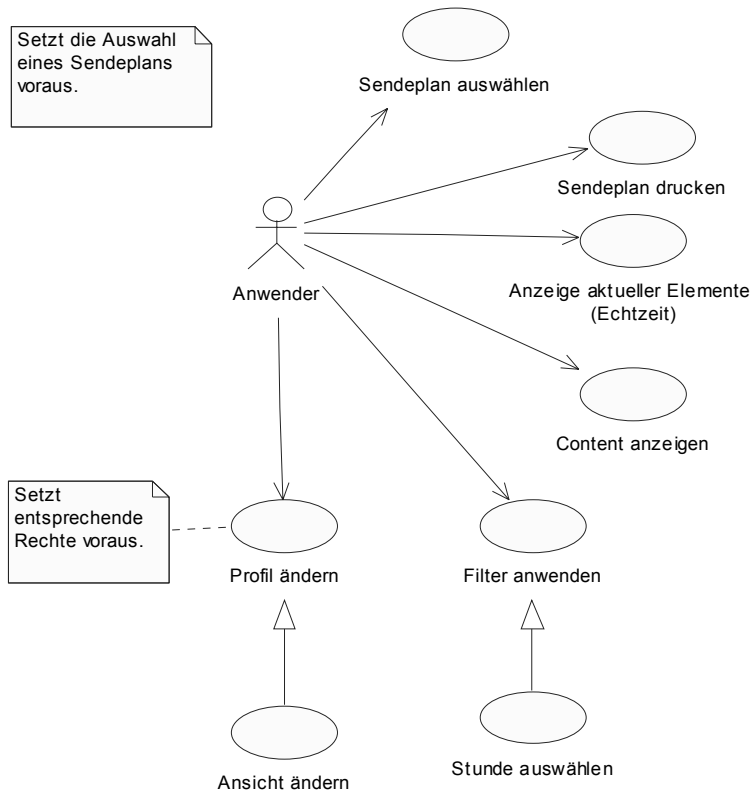 Setzt die Auswahl
eines Sendeplans
voraus.
Sendeplan auswählen
Sendeplan drucken
Anwender
Anzeige aktueller Elemente
(Echtzeit)
Content anzeigen
Setzt
entsprechende
Rechte voraus.
Profil ändern
Filter anwenden
Ansicht ändern
Stunde auswählen